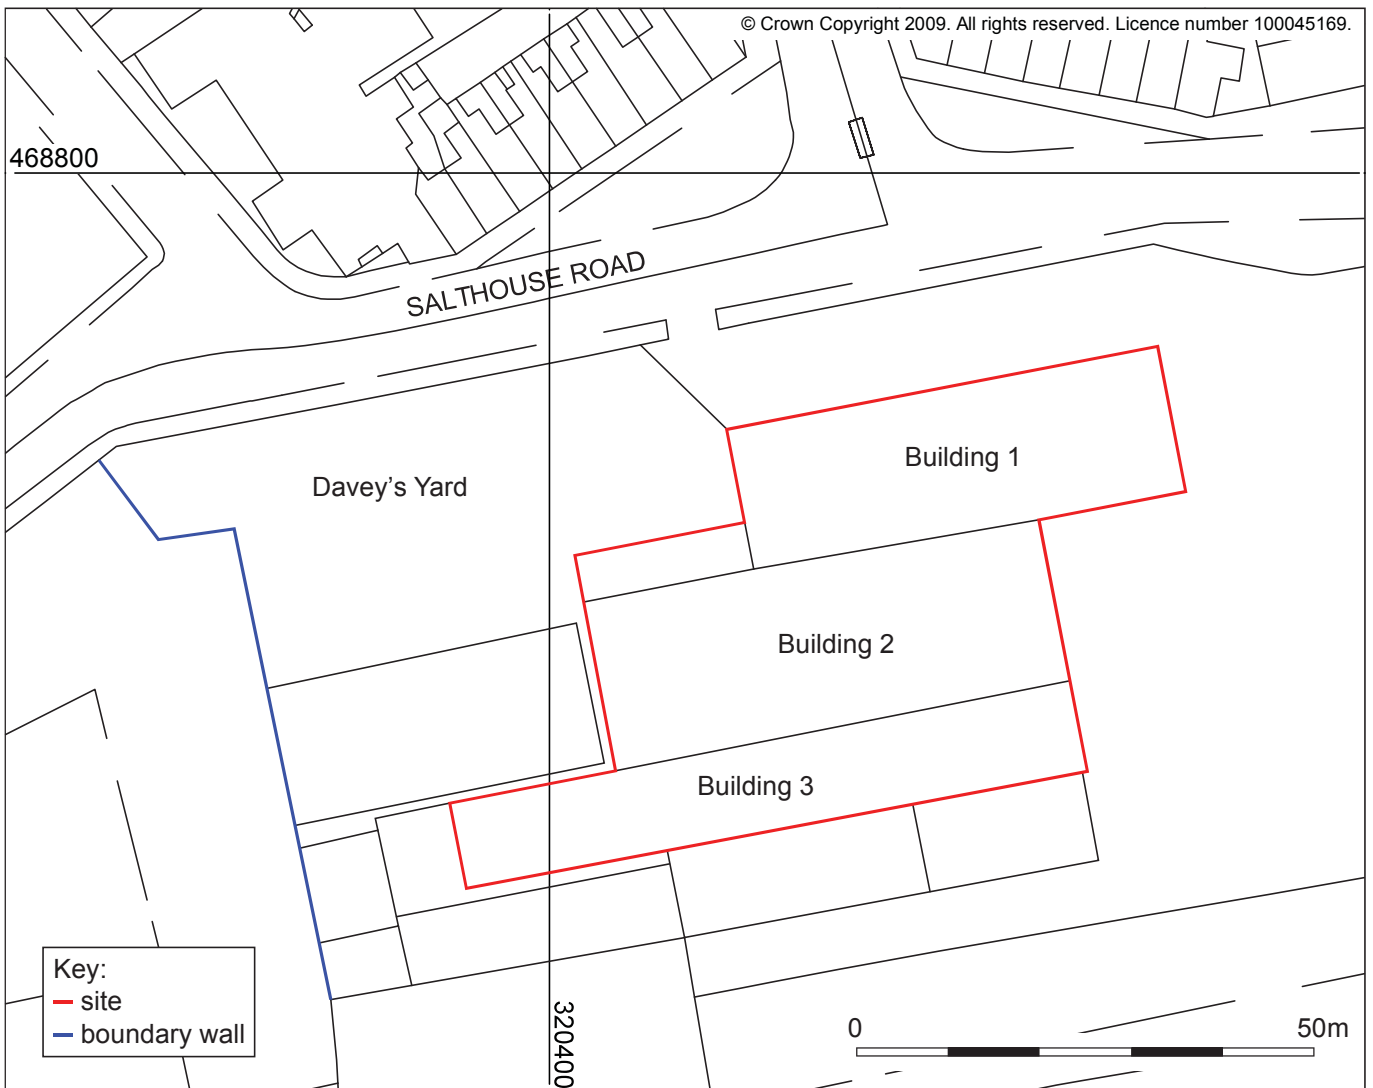 © Crown Copyright 2009. All rights reserved. Licence number 100045169.
468800
SALTHOUSE ROAD
Building 1
Davey’s Yard
Building 2
Building 3
Key:
site
boundary wall
320400
0 50m